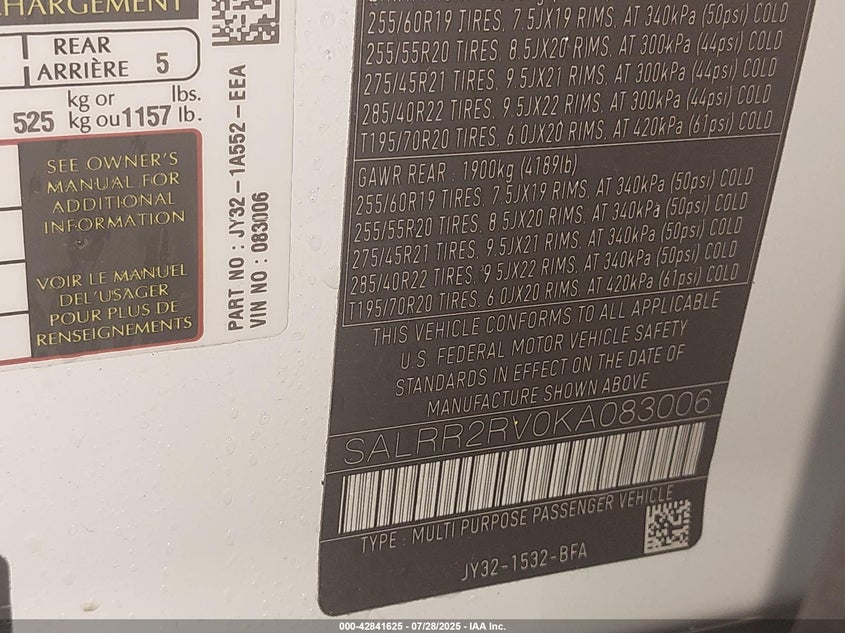 CHARGEMENT
REAR
ARRIÈRE 5
kg or lbs.
525 kg ou 1157 lb.
SEE OWNER'S
MANUAL FOR
ADDITIONAL
INFORMATION
VOIR LE MANUEL
DEL'USAGER
POUR PLUS DE
RENSEIGNEMENTS
PART NO : JY32-1A552-EEA
VIN NO : 083006
255/60R19 TIRES, 7.5JX19 RIMS, AT 340kPa (50psi) COLD
255/55R20 TIRES, 8.5JX20 RIMS, AT 300kPa (44psi) COLD
275/45R21 TIRES, 9.5JX21 RIMS, AT 300kPa (44psi) COLD
285/40R22 TIRES, 9.5JX22 RIMS, AT 300kPa (44psi) COLD
T195/70R20 TIRES, 6.0JX20 RIMS, AT 420kPa (61psi) COLD
GAWR REAR : 1900kg (4189lb)
255/60R19 TIRES, 7.5JX19 RIMS, AT 340kPa (50psi) COLD
255/55R20 TIRES, 8.5JX20 RIMS, AT 340kPa (50psi) COLD
275/45R21 TIRES, 9.5JX21 RIMS, AT 340kPa (50psi) COLD
285/40R22 TIRES, 9.5JX22 RIMS, AT 340kPa (50psi) COLD
T195/70R20 TIRES, 6.0JX20 RIMS, AT 420kPa (61psi) COLD
THIS VEHICLE CONFORMS TO ALL APPLICABLE
U.S. FEDERAL MOTOR VEHICLE SAFETY
STANDARDS IN EFFECT ON THE DATE OF
MANUFACTURE SHOWN ABOVE
SALRR2RV0KA083006
TYPE : MULTI PURPOSE PASSENGER VEHICLE
JY32-1532-BFA
000-42841625 - 07/28/2025 - IAA Inc.